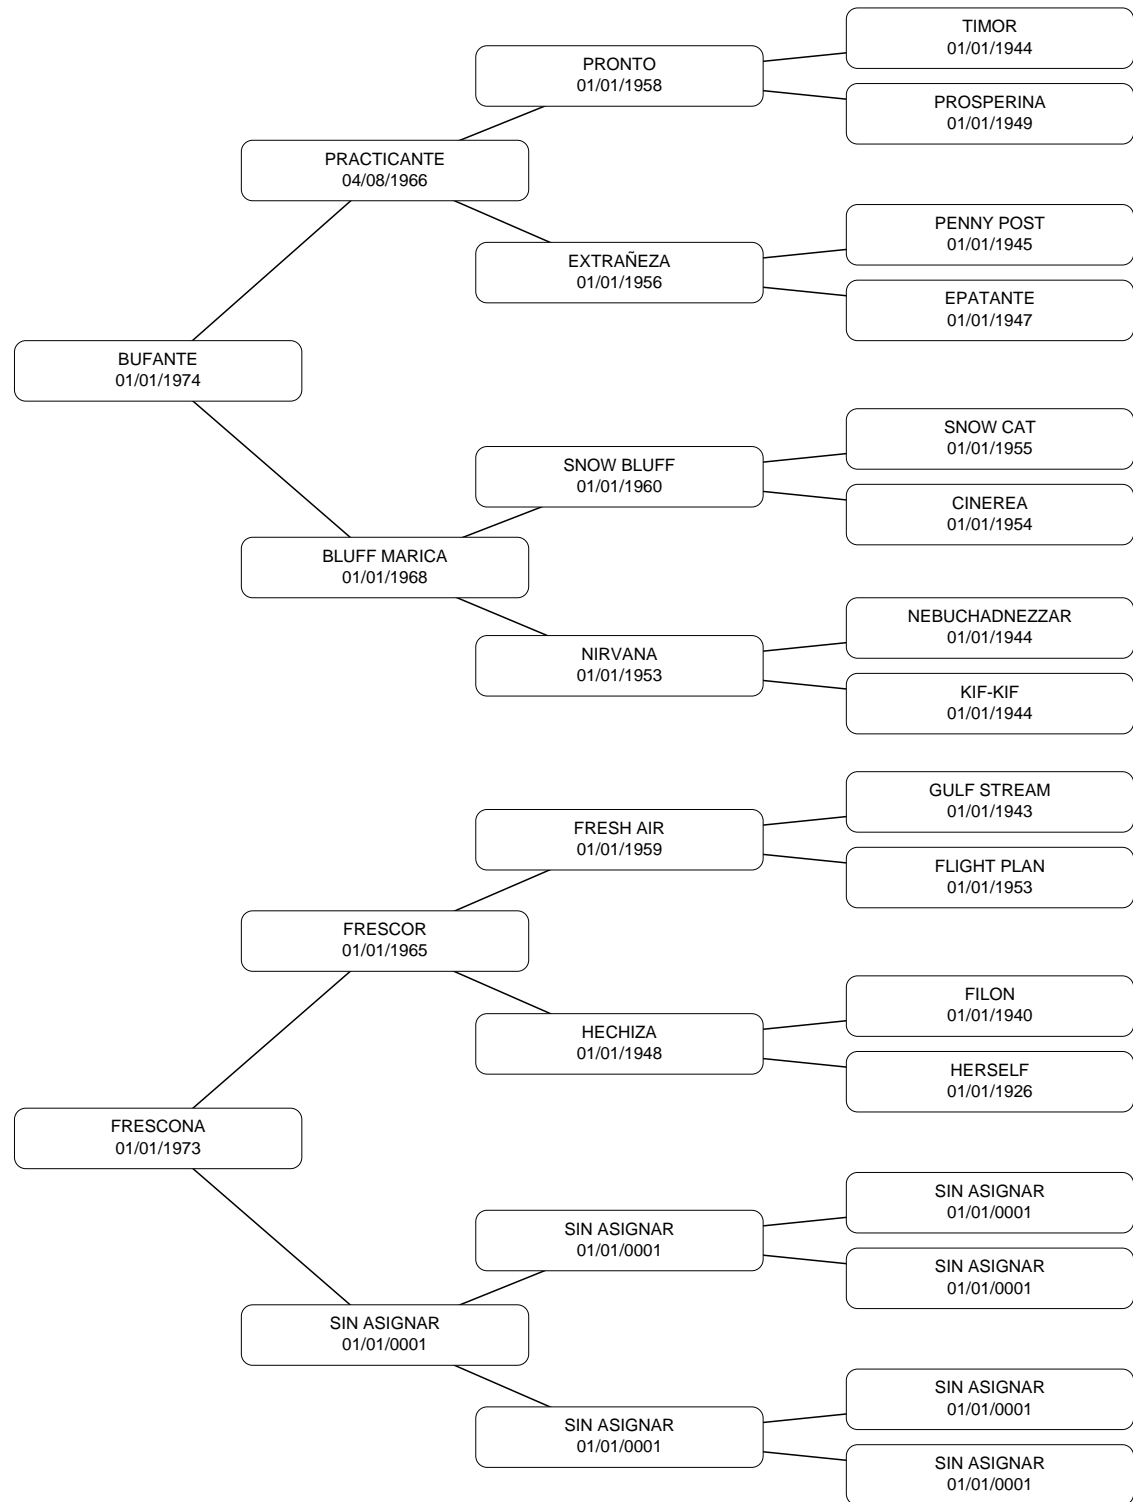 TIMOR
01/01/1944
PRONTO
01/01/1958
PROSPERINA
01/01/1949
PRACTICANTE
04/08/1966
PENNY POST
01/01/1945
EXTRAÑEZA
01/01/1956
EPATANTE
01/01/1947
BUFANTE
01/01/1974
SNOW CAT
01/01/1955
SNOW BLUFF
01/01/1960
CINEREA
01/01/1954
BLUFF MARICA
01/01/1968
NEBUCHADNEZZAR
01/01/1944
NIRVANA
01/01/1953
KIF-KIF
01/01/1944
GULF STREAM
01/01/1943
FRESH AIR
01/01/1959
FLIGHT PLAN
01/01/1953
FRESCOR
01/01/1965
FILON
01/01/1940
HECHIZA
01/01/1948
HERSELF
01/01/1926
FRESCONA
01/01/1973
SIN ASIGNAR
01/01/0001
SIN ASIGNAR
01/01/0001
SIN ASIGNAR
01/01/0001
SIN ASIGNAR
01/01/0001
SIN ASIGNAR
01/01/0001
SIN ASIGNAR
01/01/0001
SIN ASIGNAR
01/01/0001